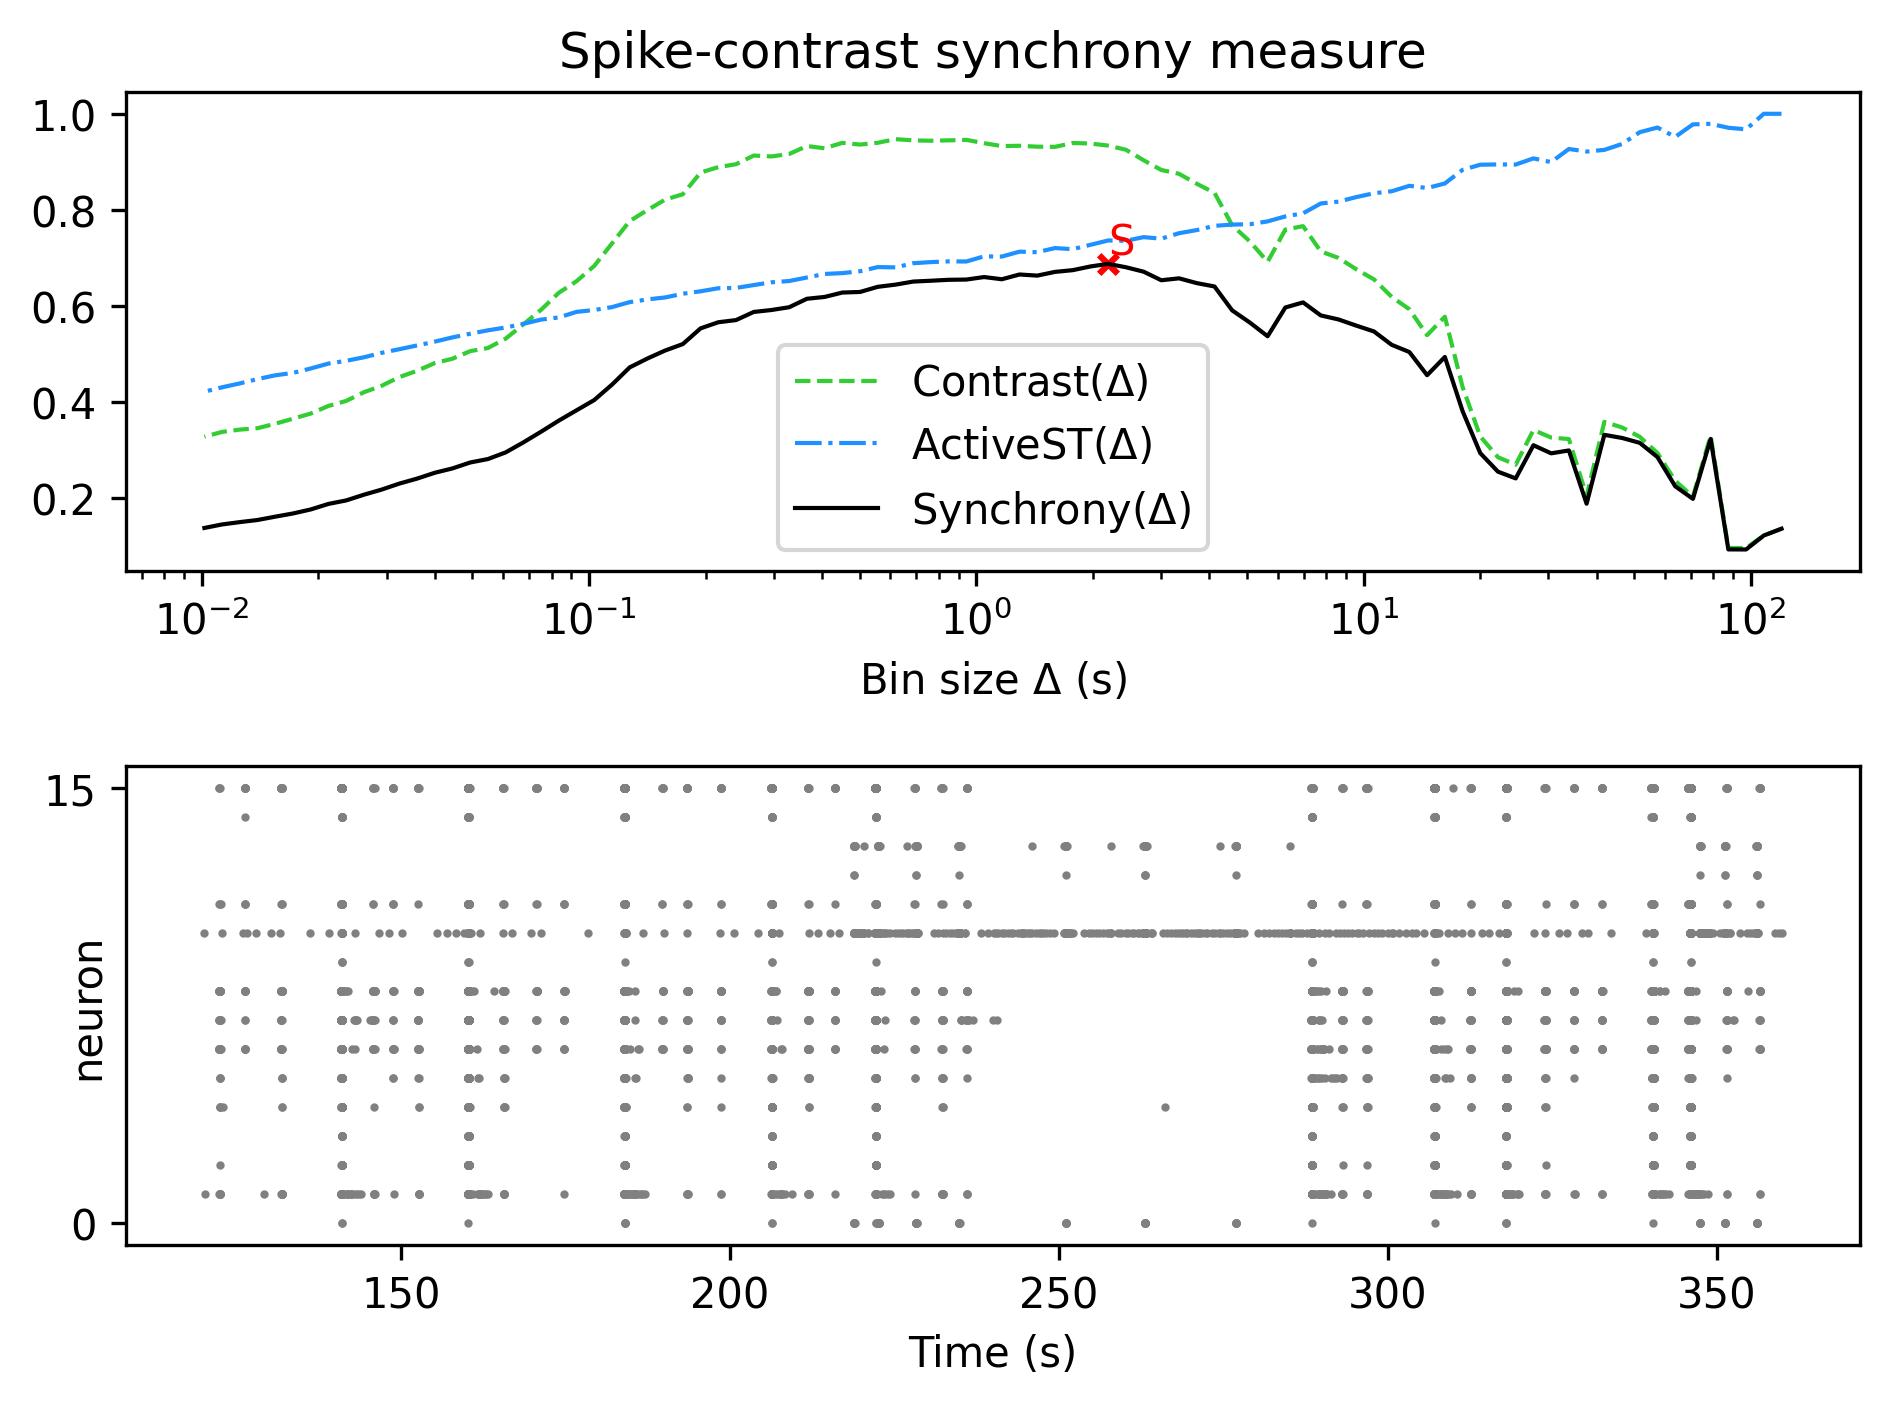 Spike-contrast synchrony measure
1.0
0.8
0.6
0.4
0.2
S
Contrast(Δ)
ActiveST(Δ)
Synchrony(Δ)
10⁻² 10⁻¹ 10⁰ 10¹ 10²
Bin size Δ (s)
15
neuron
0
150 200 250 300 350
Time (s)